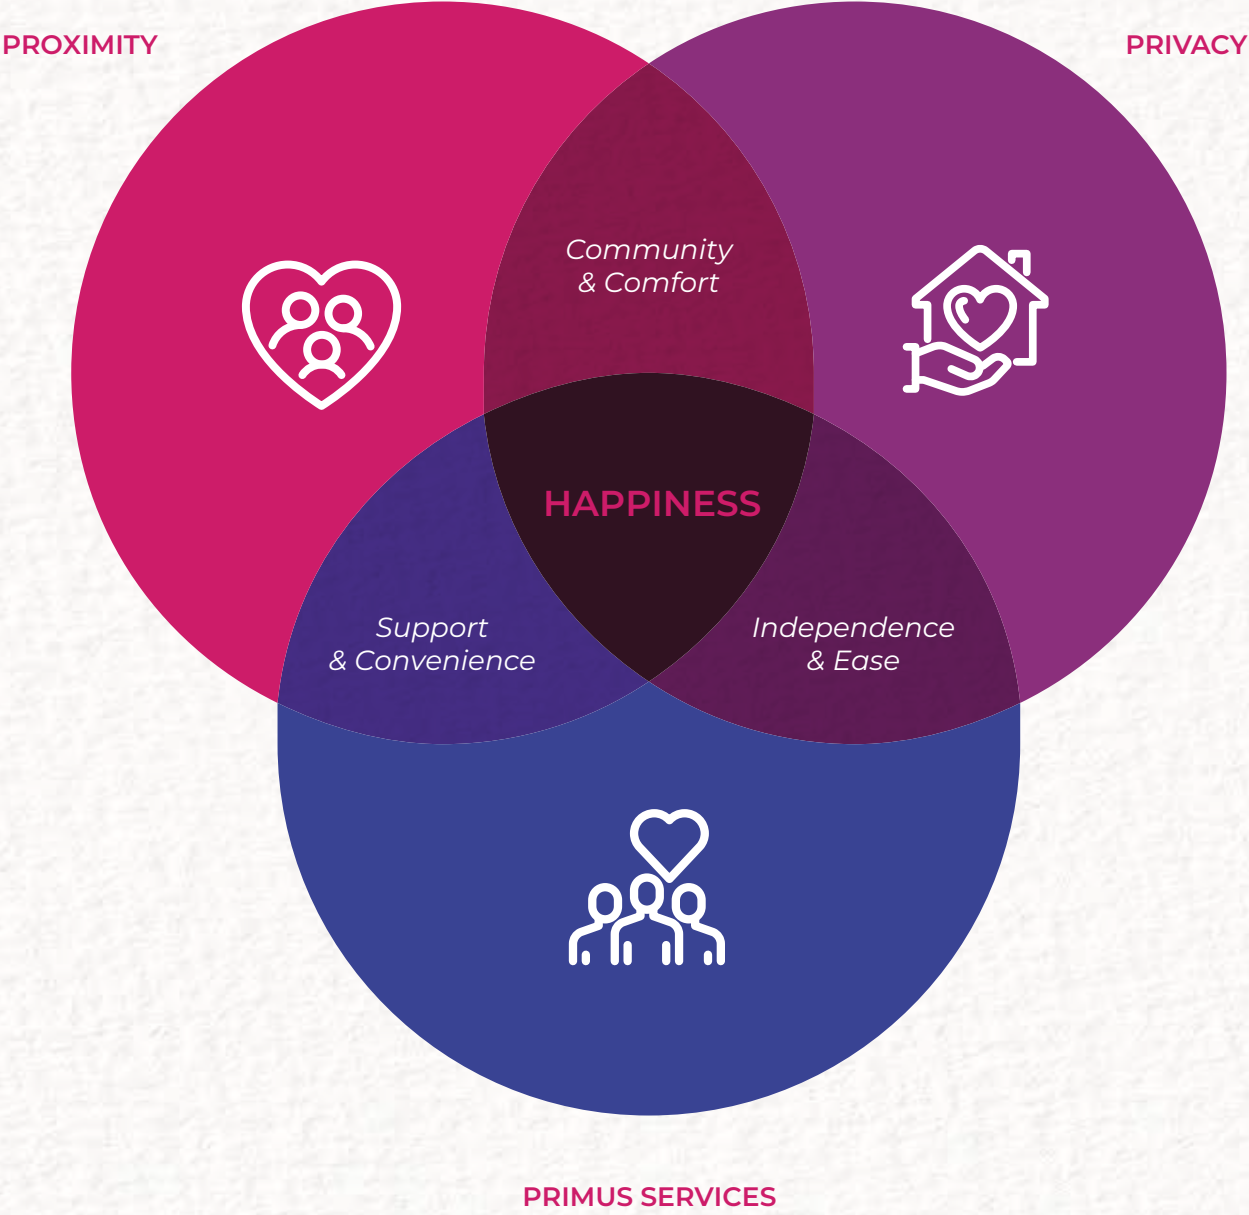 PROXIMITY
PRIVACY
Community
& Comfort
HAPPINESS
Support
& Convenience
Independence
& Ease
PRIMUS SERVICES